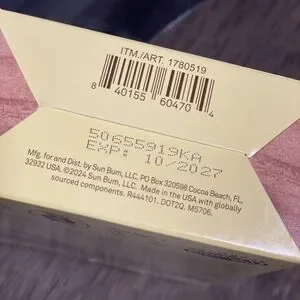 ITM./ART. 1780519
8 40155 60470 4
50655919KA
EXP: 10/2027
Mfg. for and Dist. by Sun Bum, LLC, PO Box 320598 Cocoa Beach, FL
32932 USA. ©2024 Sun Bum, LLC. Made in the USA with globally
sourced components. R444101. DOT2Q. M5706.